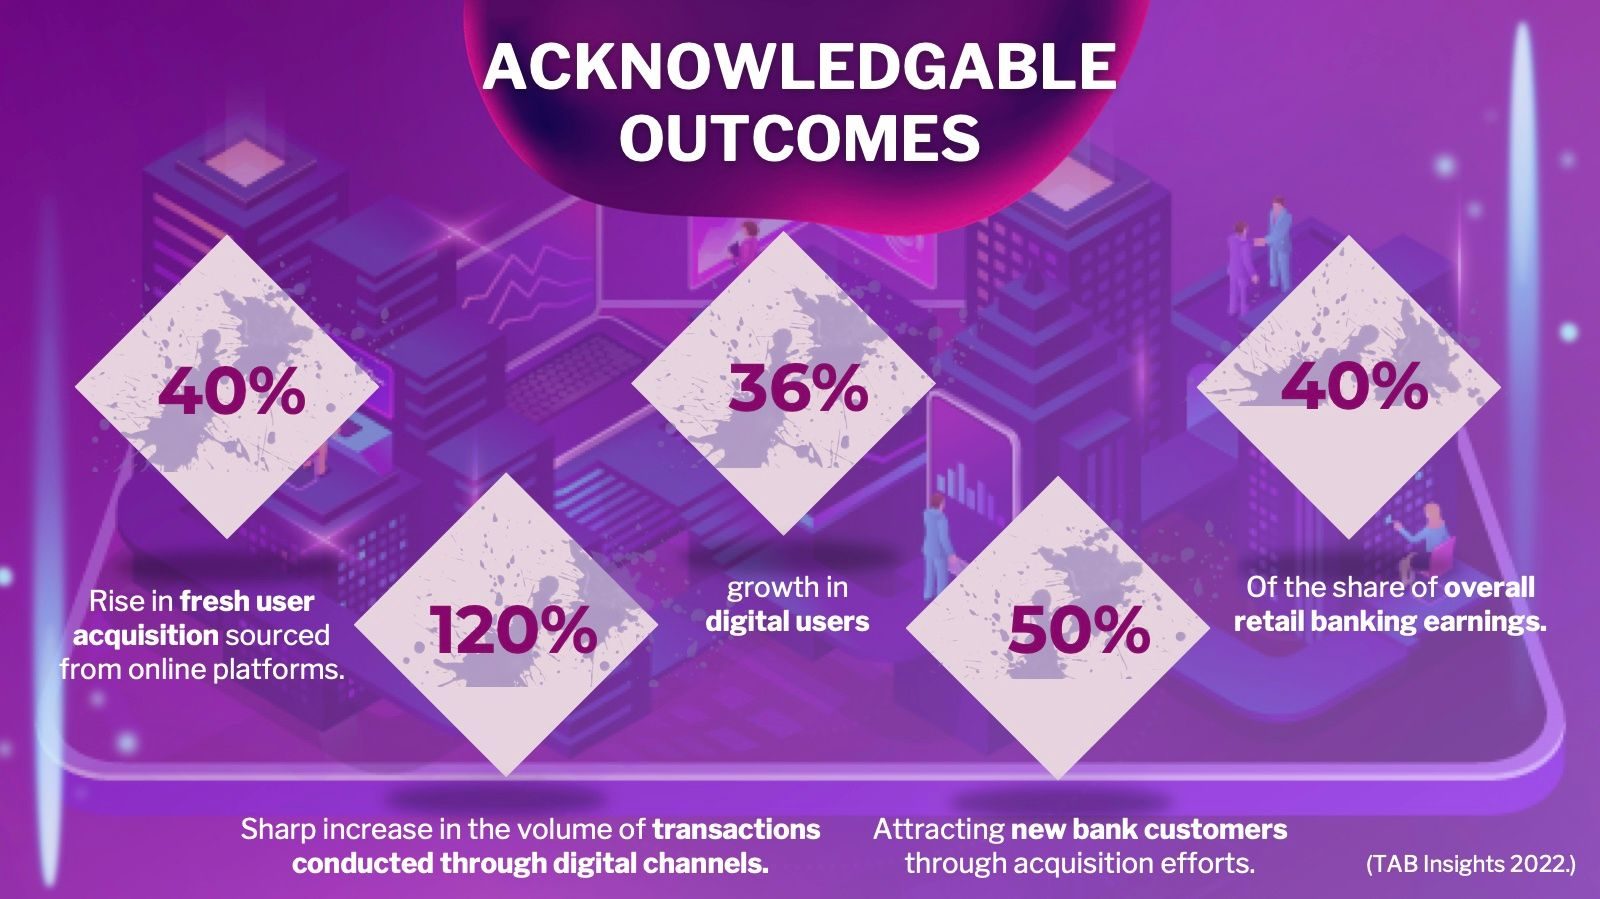 ACKNOWLEDGABLE
OUTCOMES
40%
Rise in fresh user
acquisition sourced
from online platforms.
120%
Sharp increase in the volume of transactions
conducted through digital channels.
36%
growth in
digital users
50%
Attracting new bank customers
through acquisition efforts.
40%
Of the share of overall
retail banking earnings.
(TAB Insights 2022.)